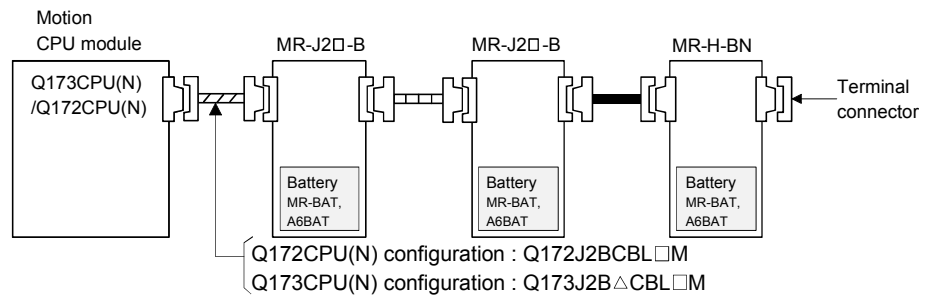 Motion
CPU module
MR-J2□-B
MR-J2□-B
MR-H-BN
Q173CPU(N)
/Q172CPU(N)
Terminal
connector
Battery
MR-BAT,
A6BAT
Battery
MR-BAT,
A6BAT
Battery
MR-BAT,
A6BAT
Q172CPU(N) configuration : Q172J2BCBL□M
Q173CPU(N) configuration : Q173J2B△CBL□M